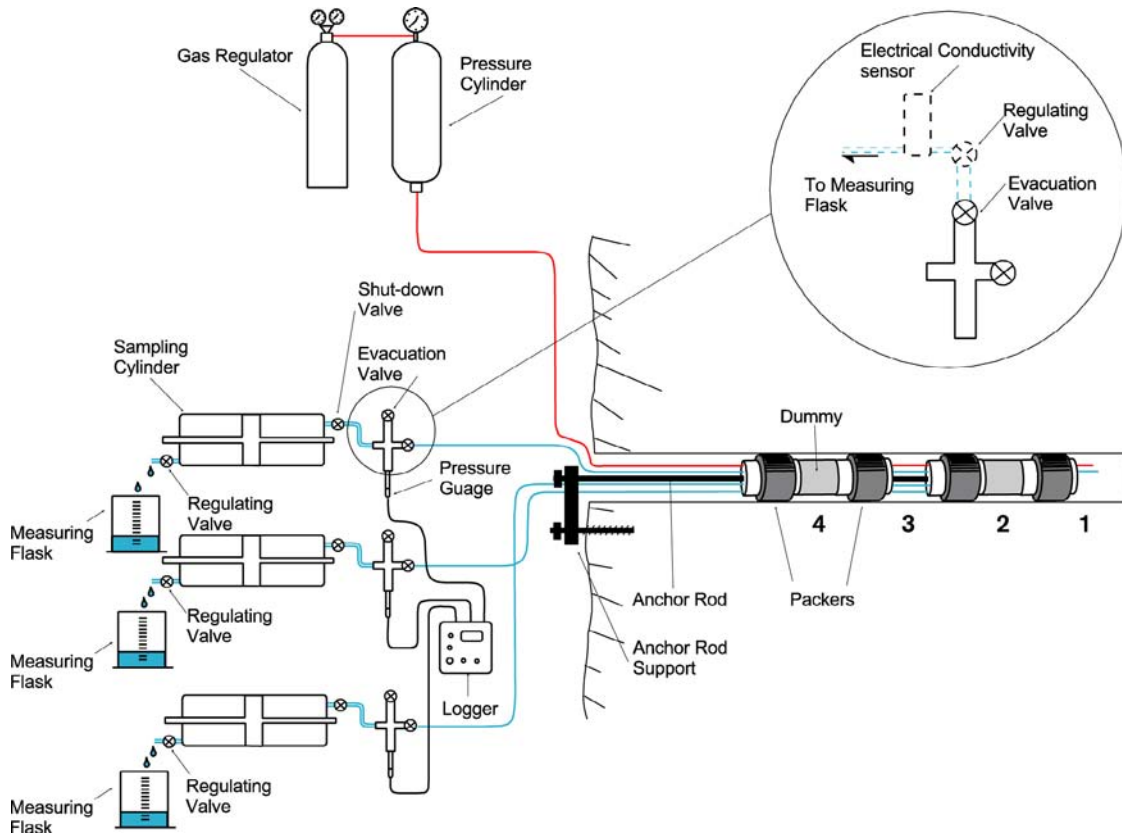 Gas Regulator
Pressure
Cylinder
Electrical Conductivity
sensor
Regulating
Valve
To Measuring
Flask
Evacuation
Valve
Shut-down
Valve
Sampling
Cylinder
Evacuation
Valve
Dummy
Pressure
Guage
Regulating
Valve
Measuring
Flask
4
3
2
1
Anchor Rod
Packers
Regulating
Valve
Measuring
Flask
Anchor Rod
Support
Logger
Regulating
Valve
Measuring
Flask